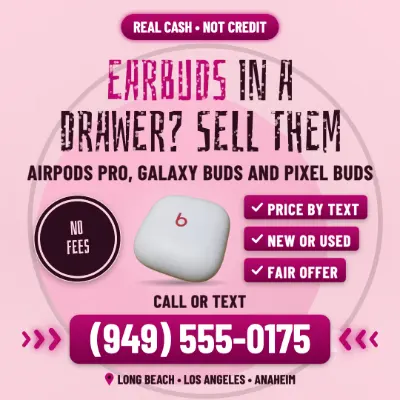 REAL CASH • NOT CREDIT
EARBUDS IN A
DRAWER? SELL THEM
AIRPODS PRO, GALAXY BUDS AND PIXEL BUDS
NO
FEES
b
✓ PRICE BY TEXT
✓ NEW OR USED
✓ FAIR OFFER
CALL OR TEXT
(949) 555-0175
LONG BEACH • LOS ANGELES • ANAHEIM